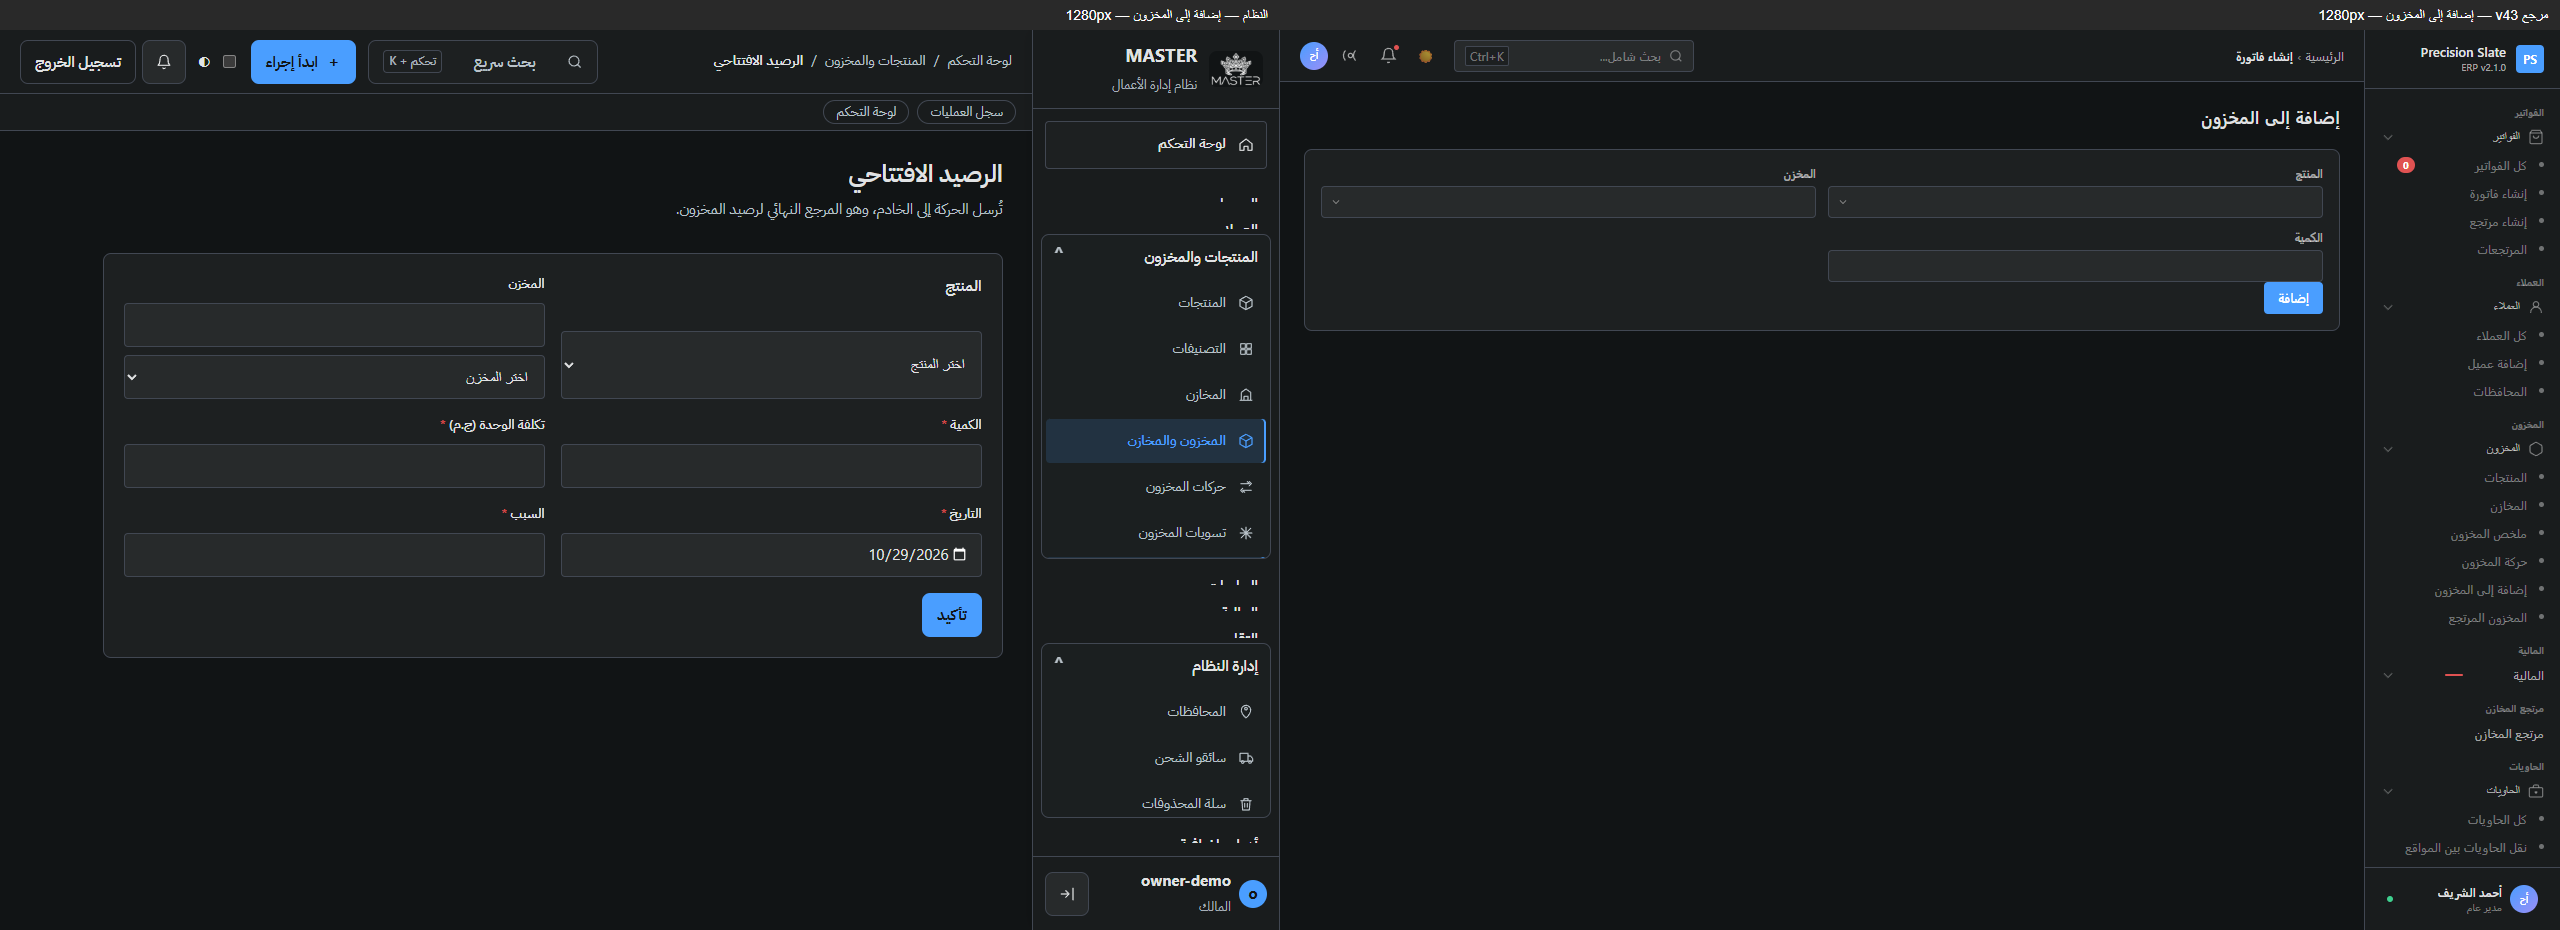 مرجع v43 — إضافة إلى المخزون — 1280px
PS
Precision Slate
ERP v2.1.0
الفواتير
الفواتير
كل الفواتير
0
إنشاء فاتورة
إنشاء مرتجع
المرتجعات
العملاء
العملاء
كل العملاء
إضافة عميل
المحافظات
المخزون
المخزون
المنتجات
المخازن
ملخص المخزون
حركة المخزون
إضافة إلى المخزون
المخزون المرتجع
المالية
المالية
مرتجع المخازن
مرتجع المخازن
الحاويات
الحاويات
كل الحاويات
نقل الحاويات بين المواقع
أح
أحمد الشريف
مدير عام
الرئيسية › إنشاء فاتورة
بحث شامل...
Ctrl+K
أح
إضافة إلى المخزون
المنتج
المخزن
الكمية
إضافة
النظام — إضافة إلى المخزون — 1280px
MASTER
MASTER
نظام إدارة الأعمال
لوحة التحكم
المنتجات والمخزون
المنتجات
التصنيفات
المخازن
المخزون والمخازن
حركات المخزون
تسويات المخزون
إدارة النظام
المحافظات
سائقو الشحن
سلة المحذوفات
o
owner-demo
المالك
لوحة التحكم / المنتجات والمخزون / الرصيد الافتتاحي
بحث سريع
تحكم + K
+ ابدأ إجراء
تسجيل الخروج
سجل العمليات
لوحة التحكم
الرصيد الافتتاحي
تُرسل الحركة إلى الخادم، وهو المرجع النهائي لرصيد المخزون.
المنتج
المخزن
اختر المنتج
اختر المخزن
الكمية *
تكلفة الوحدة (ج.م) *
التاريخ *
السبب *
10/29/2026
تأكيد